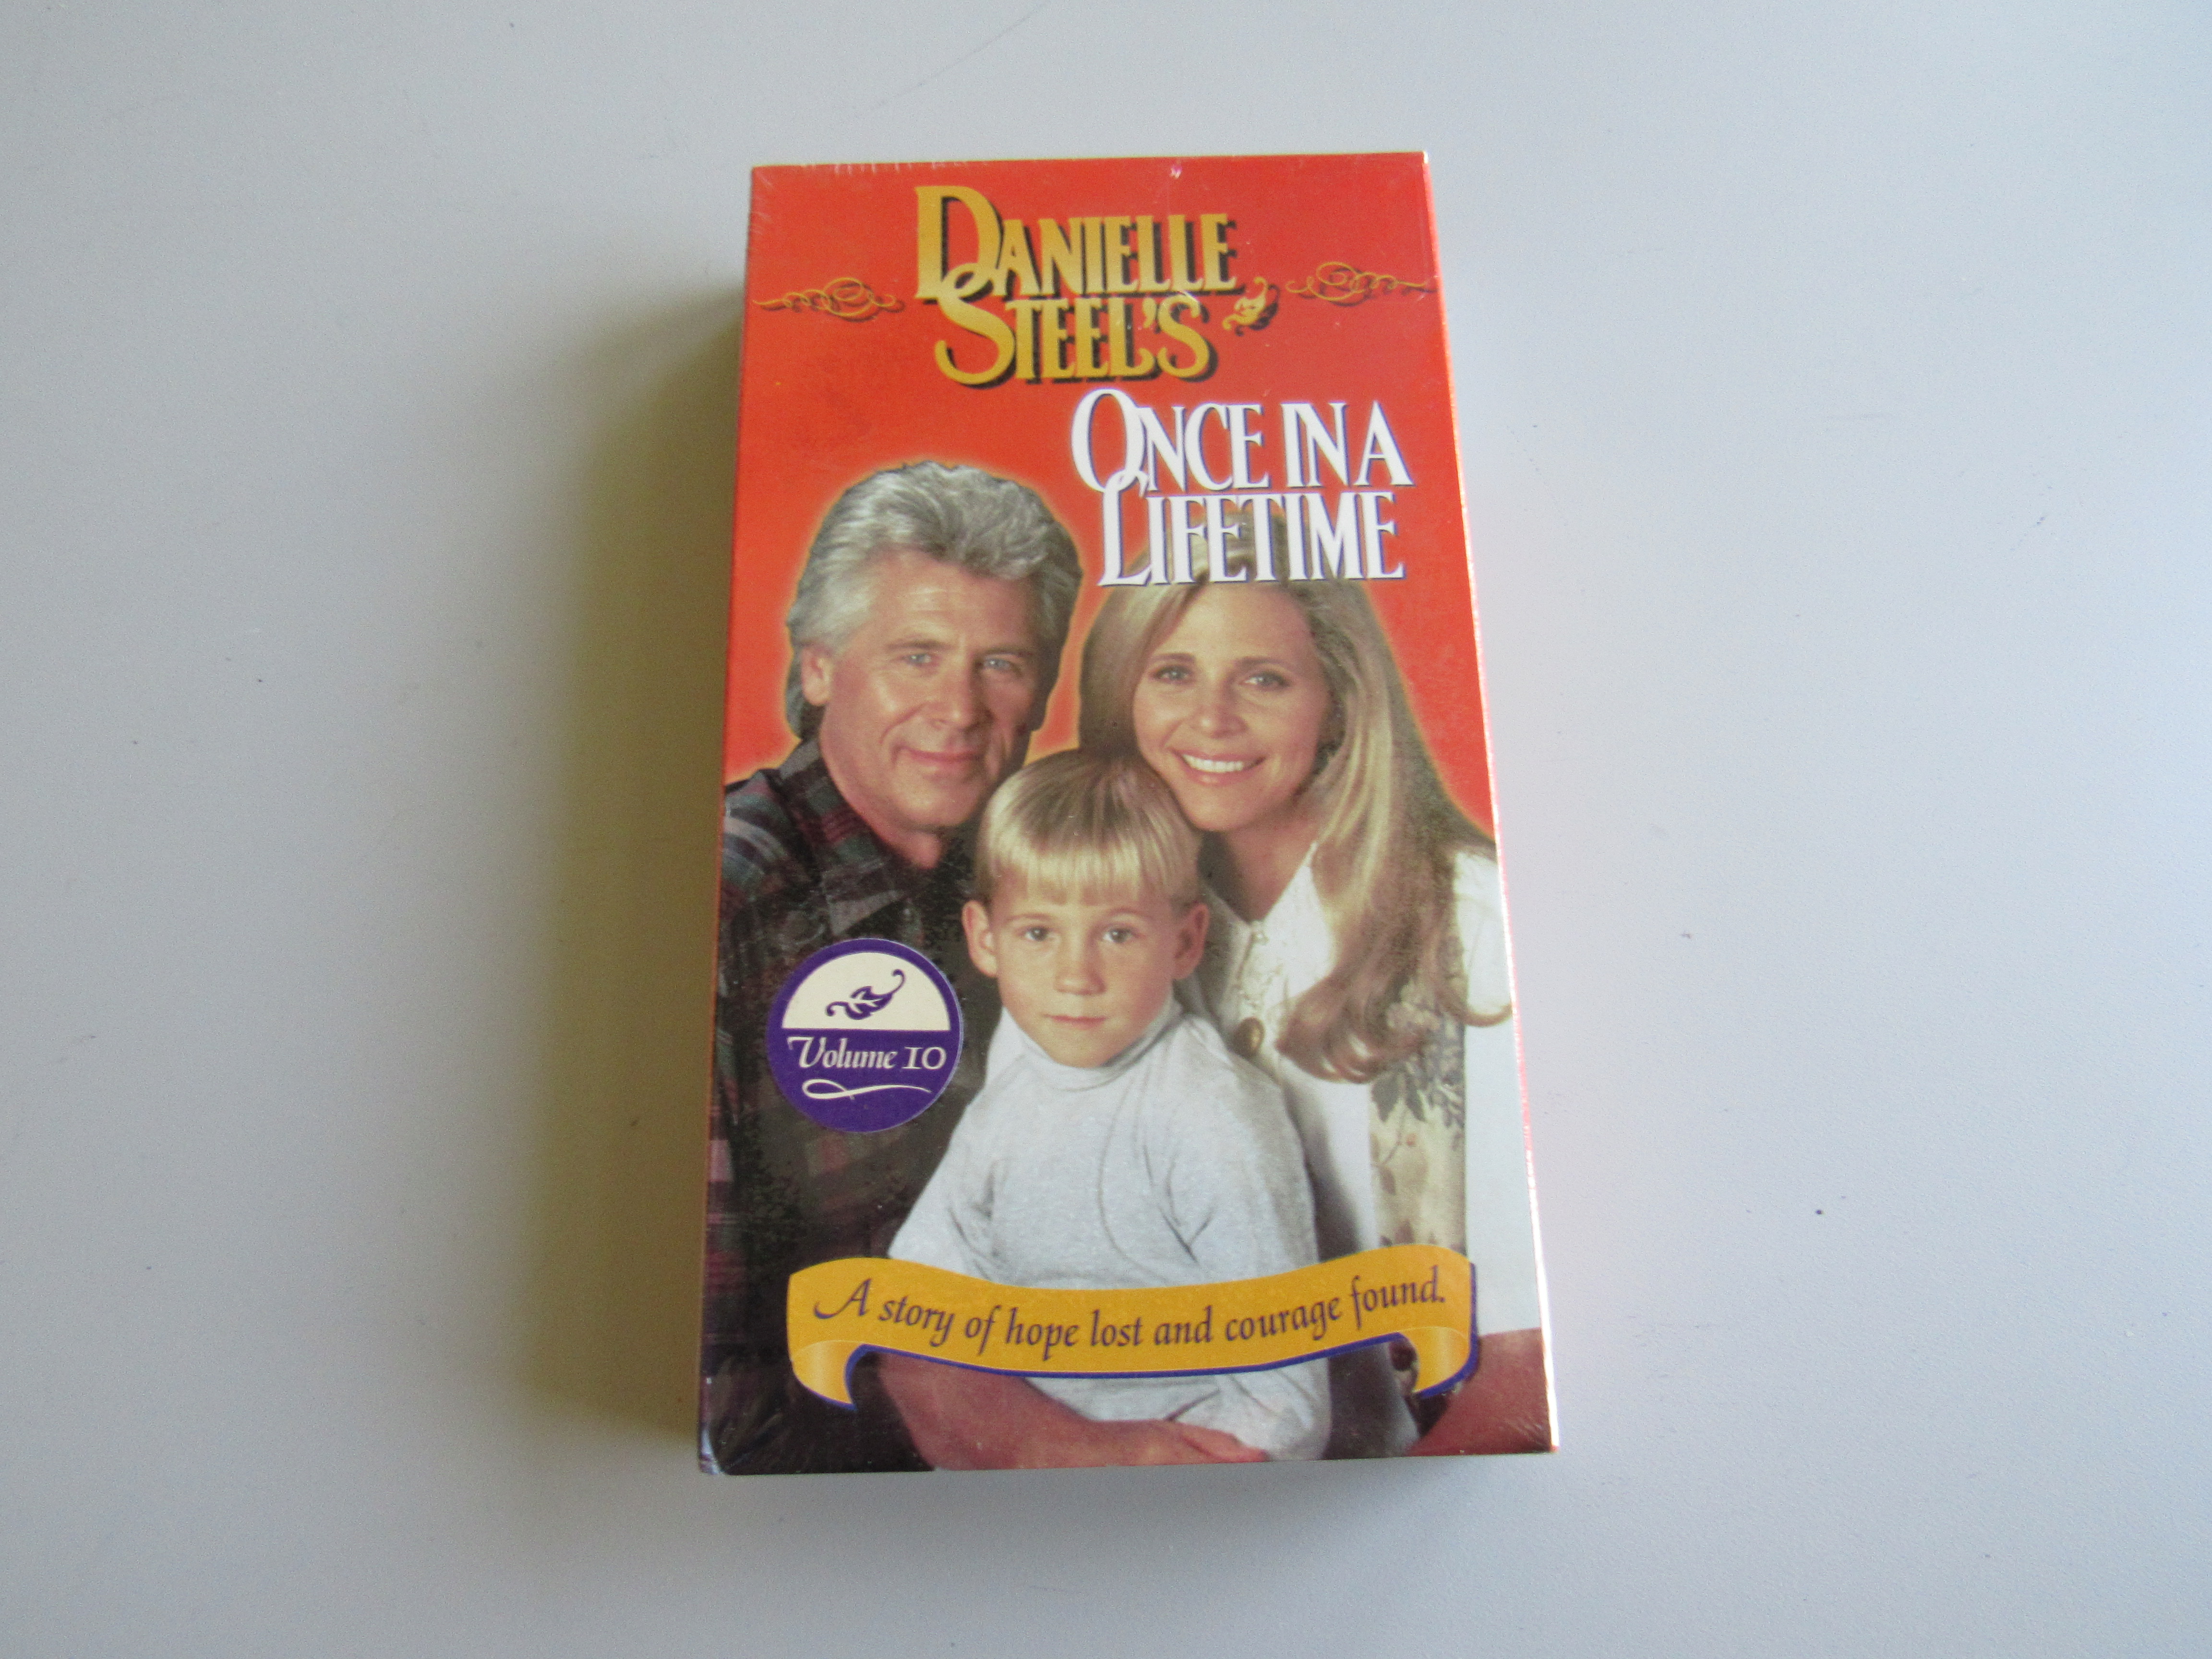 DANIELLE
STEEL'S
ONCE IN A
LIFETIME
Volume 10
A story of hope lost and courage found.